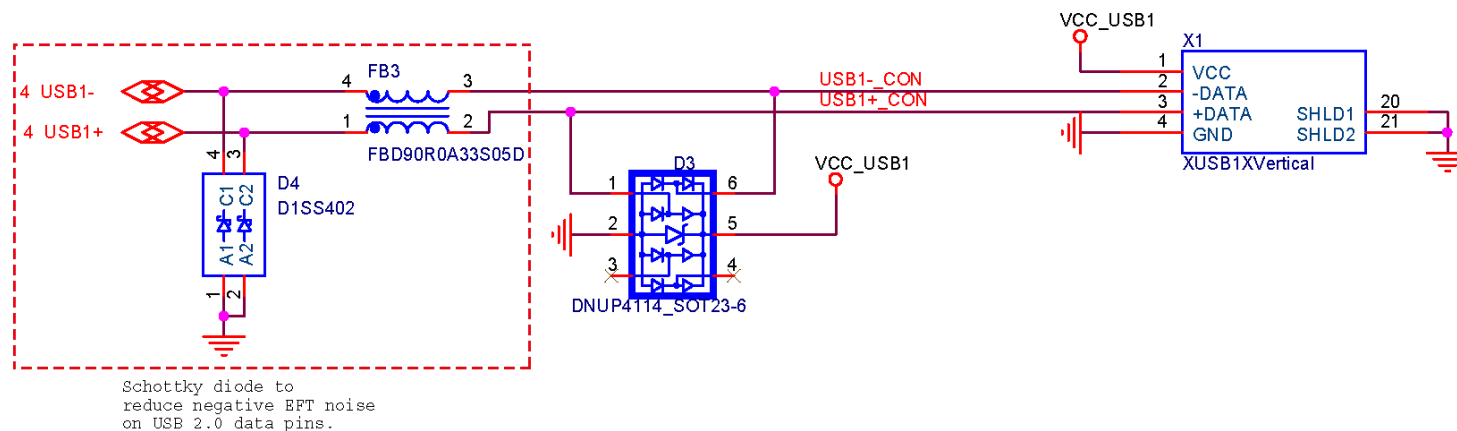 VCC_USB1
X1
FB3
4 USB1-
4
3
USB1-_CON
1
VCC
2
-DATA
4 USB1+
1
2
USB1+_CON
3
+DATA
SHLD1
20
4
GND
SHLD2
21
FBD90R0A33S05D
XUSB1XVertical
4
3
D4
D1SS402
C1
C2
A1
A2
1
2
D3
VCC_USB1
1
6
2
5
3
4
DNUP4114_SOT23-6
Schottky diode to
reduce negative EFT noise
on USB 2.0 data pins.